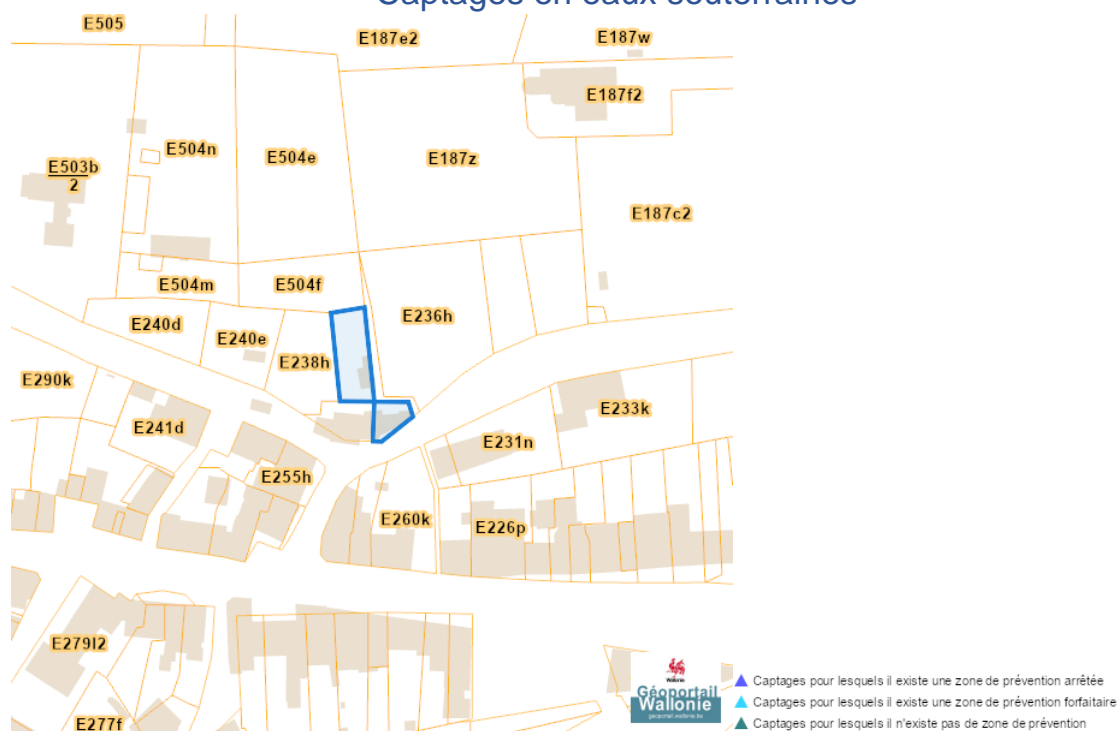 Captages en eaux souterraines
E505
E187e2
E187w
E187f2
E504n
E504e
E187z
E503b
2
E187c2
E504m
E504f
E240d
E236h
E240e
E238h
E290k
E233k
E241d
E231n
E255h
E260k
E226p
E279l2
E277f
Wallonie
Géoportail
Wallonie
geoportail.wallonie.be
Captages pour lesquels il existe une zone de prévention arrêtée
Captages pour lesquels il existe une zone de prévention forfaitaire
Captages pour lesquels il n'existe pas de zone de prévention